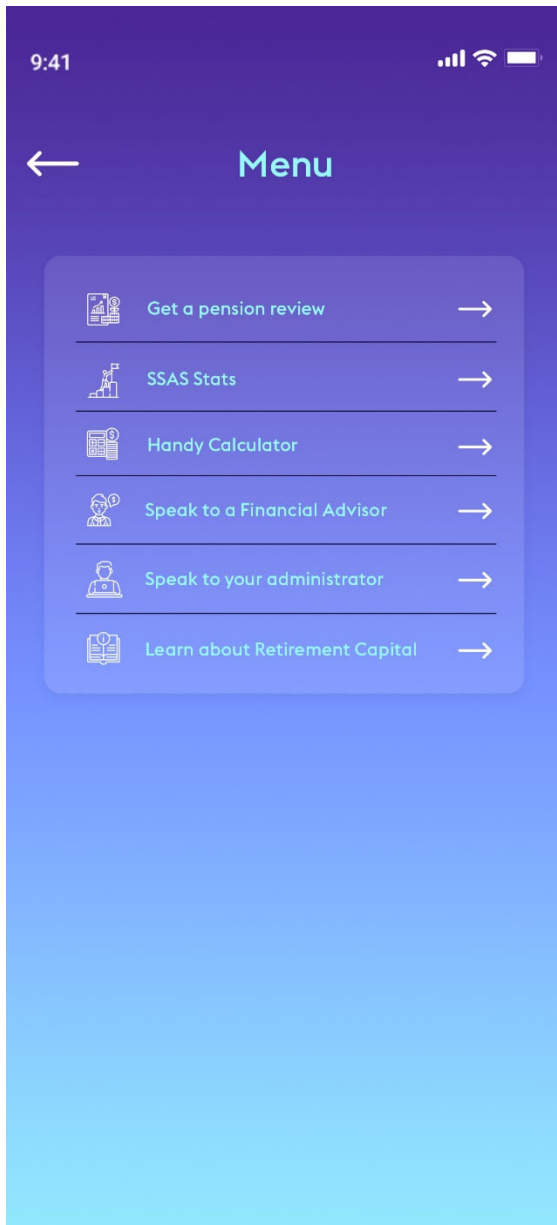 9:41
Menu
Get a pension review
SSAS Stats
Handy Calculator
Speak to a Financial Advisor
Speak to your administrator
Learn about Retirement Capital